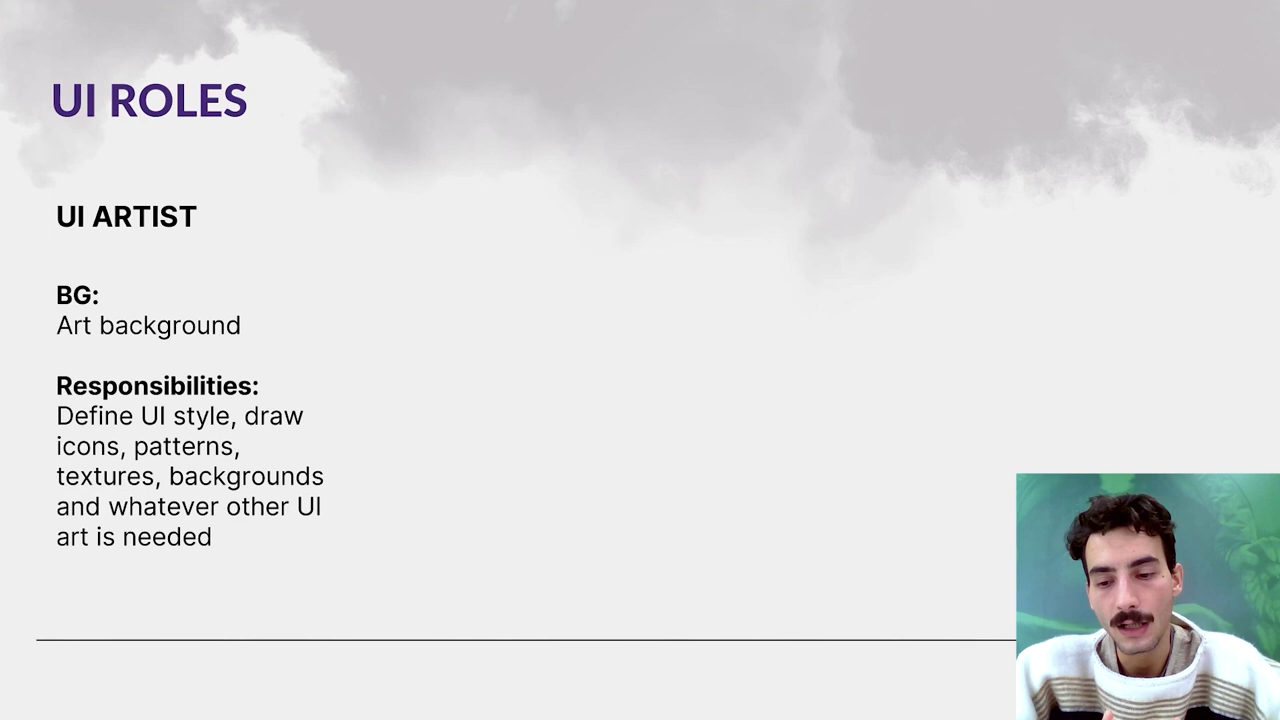 UI ROLES
UI ARTIST
BG:
Art background
Responsibilities:
Define UI style, draw
icons, patterns,
textures, backgrounds
and whatever other UI
art is needed